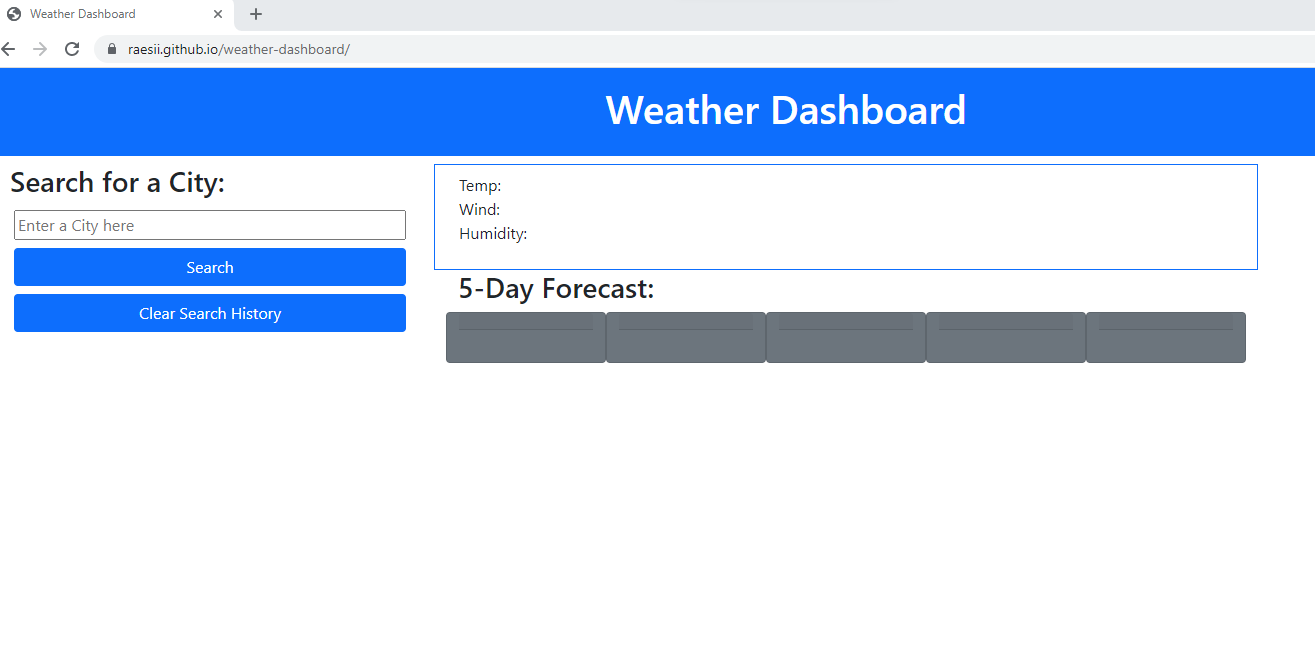 Weather Dashboard
raesii.github.io/weather-dashboard/
Weather Dashboard
Search for a City:
Enter a City here
Search
Clear Search History
Temp:
Wind:
Humidity:
5-Day Forecast: